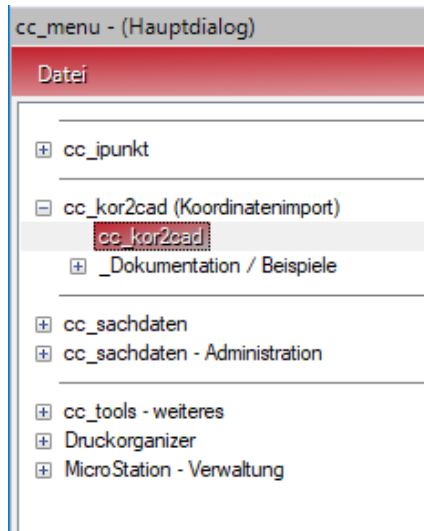 cc_menu - (Hauptdialog)
Datei
cc_ipunkt
cc_kor2cad (Koordinatenimport)
cc_kor2cad
_Dokumentation / Beispiele
cc_sachdaten
cc_sachdaten - Administration
cc_tools - weiteres
Druckorganizer
MicroStation - Verwaltung